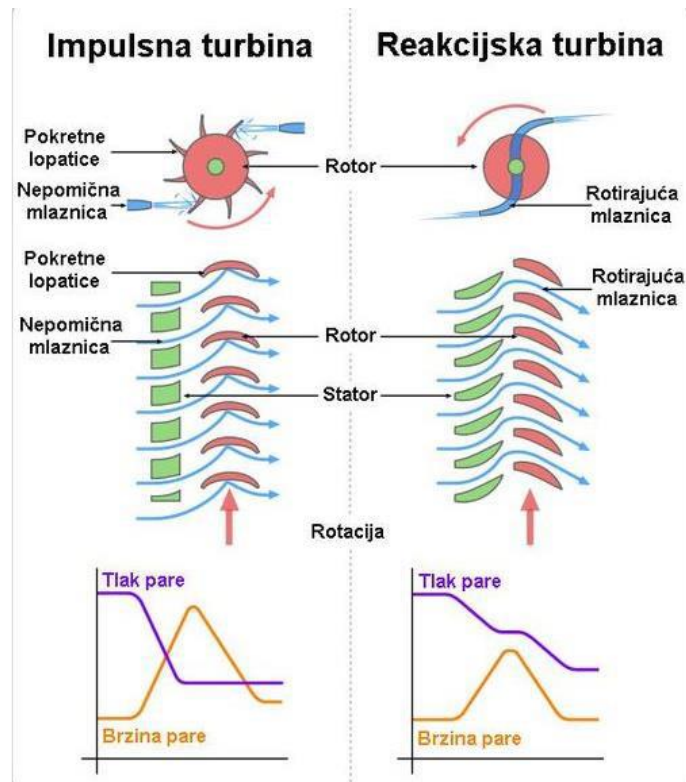 Impulsna turbina
Reakcijska turbina
Pokretne
lopatice
Rotor
Nepomična
mlaznica
Rotirajuća
mlaznica
Pokretne
lopatice
Rotirajuća
mlaznica
Nepomična
mlaznica
Rotor
Stator
Rotacija
Tlak pare
Brzina pare
Tlak pare
Brzina pare